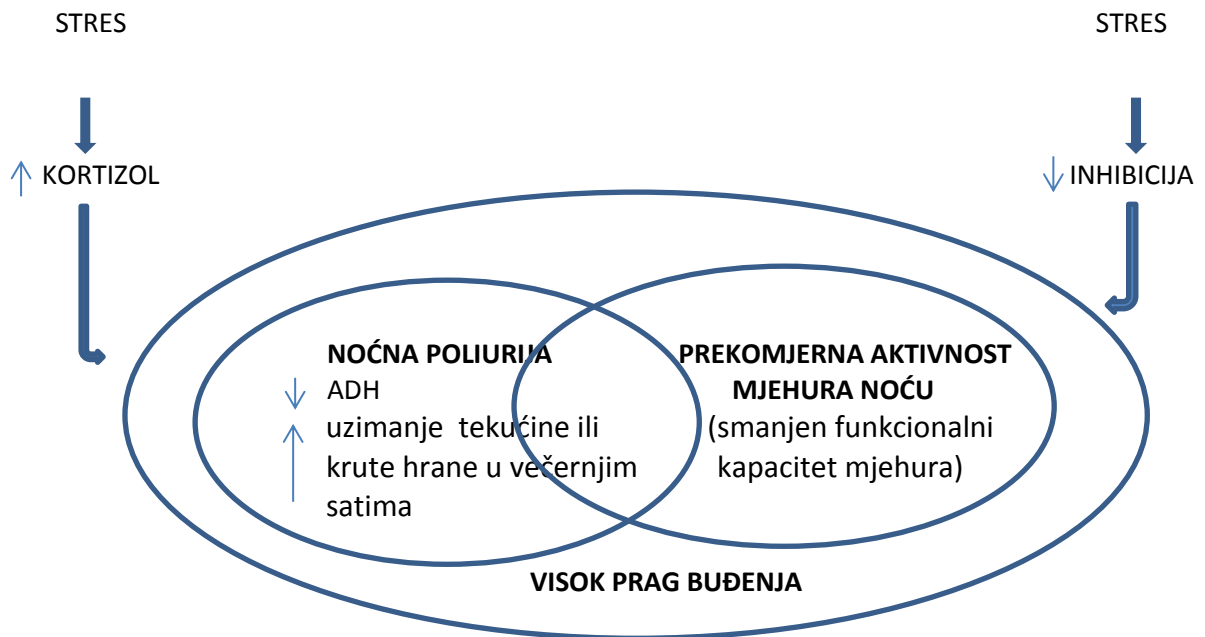 STRES
STRES
↑ KORTIZOL
↓ INHIBICIJA
NOĆNA POLIURIJA
↓ ADH
↑ uzimanje tekućine ili
krute hrane u večernjim
satima
PREKOMJERNA AKTIVNOST
MJEHURA NOĆU
(smanjen funkcionalni
kapacitet mjehura)
VISOK PRAG BUĐENJA